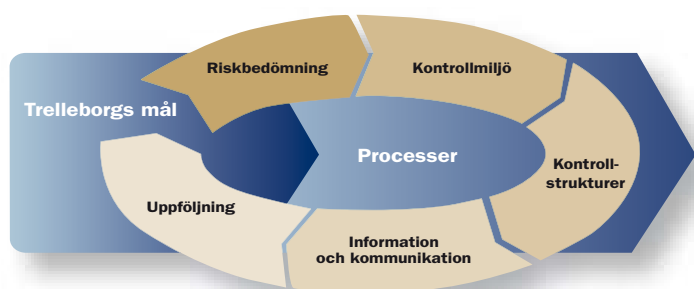 Riskbedömning
Kontrollmiljö
Trelleborgs mål
Processer
Kontroll-
strukturer
Uppföljning
Information
och kommunikation